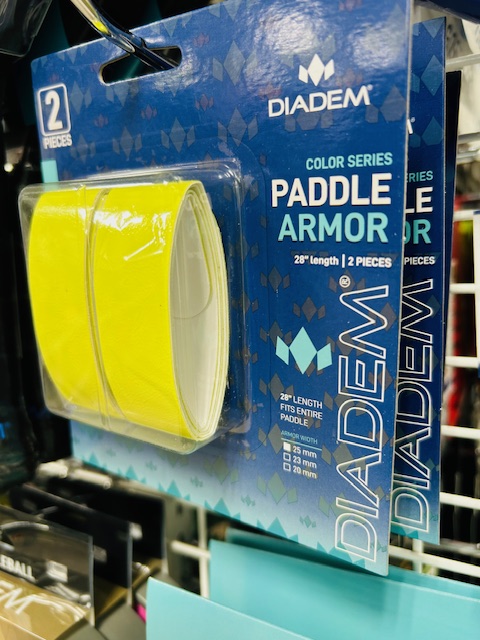 2
PIECES
DIADEM
COLOR SERIES
PADDLE
ARMOR
28" length | 2 PIECES
DIADEM
28" LENGTH
FITS ENTIRE
PADDLE
ARMOR WIDTH
25 mm
23 mm
20 mm
ERIES
LE
OR
PIECES
DIADEM